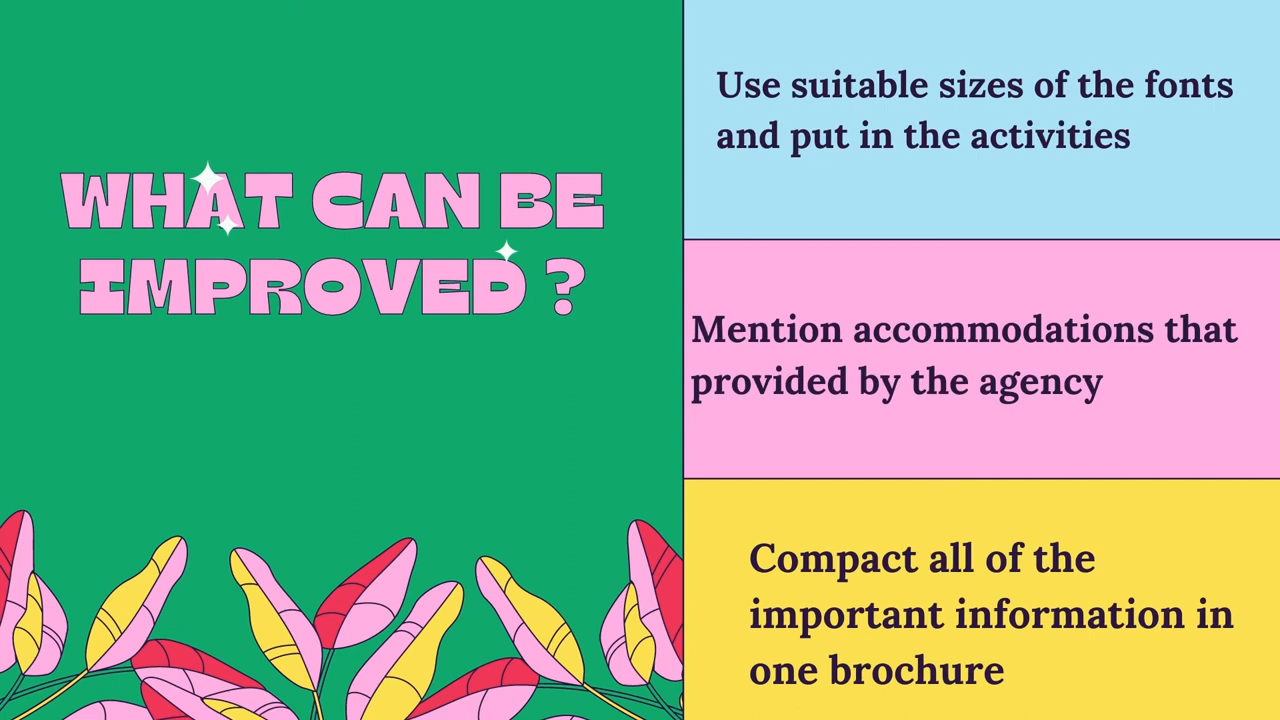 WHAT CAN BE
IMPROVED ?
Use suitable sizes of the fonts
and put in the activities
Mention accommodations that
provided by the agency
Compact all of the
important information in
one brochure